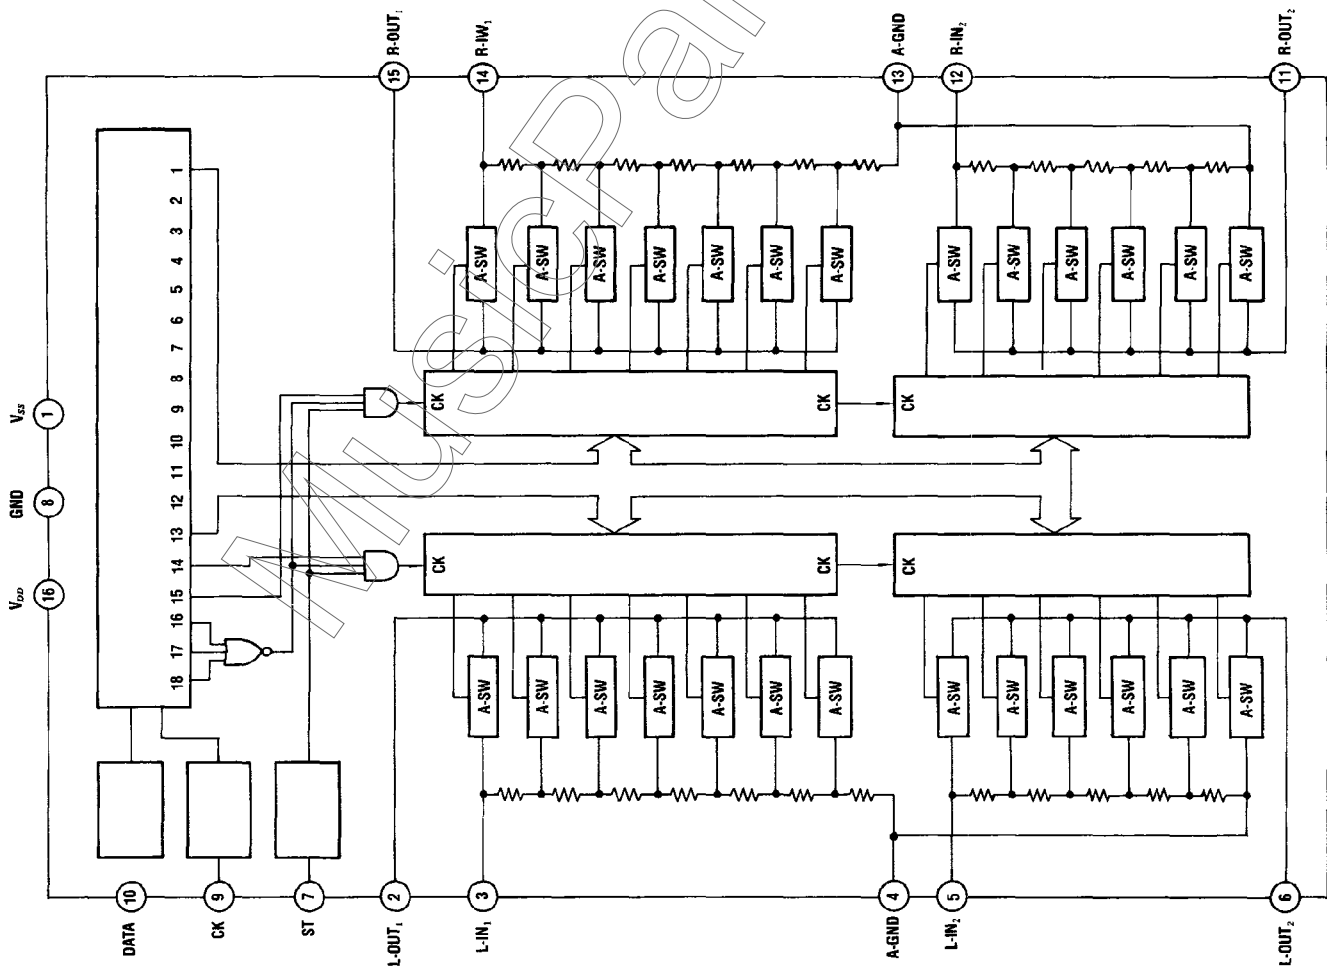 R-OUT₁
R-IW₁
A-GND
R-IN₂
R-OUT₂
15
14
13
12
11
1
2
3
4
5
6
7
8
9
10
11
12
13
14
15
16
17
18
A-SW
A-SW
A-SW
A-SW
A-SW
A-SW
A-SW
A-SW
A-SW
A-SW
A-SW
A-SW
A-SW
V_SS
1
GND
8
V_DD
16
CK
CK
CK
CK
CK
CK
A-SW
A-SW
A-SW
A-SW
A-SW
A-SW
A-SW
A-SW
A-SW
A-SW
A-SW
A-SW
A-SW
10
9
7
2
3
4
5
6
DATA
CK
ST
L-OUT₁
L-IN₁
A-GND
L-IN₂
L-OUT₂